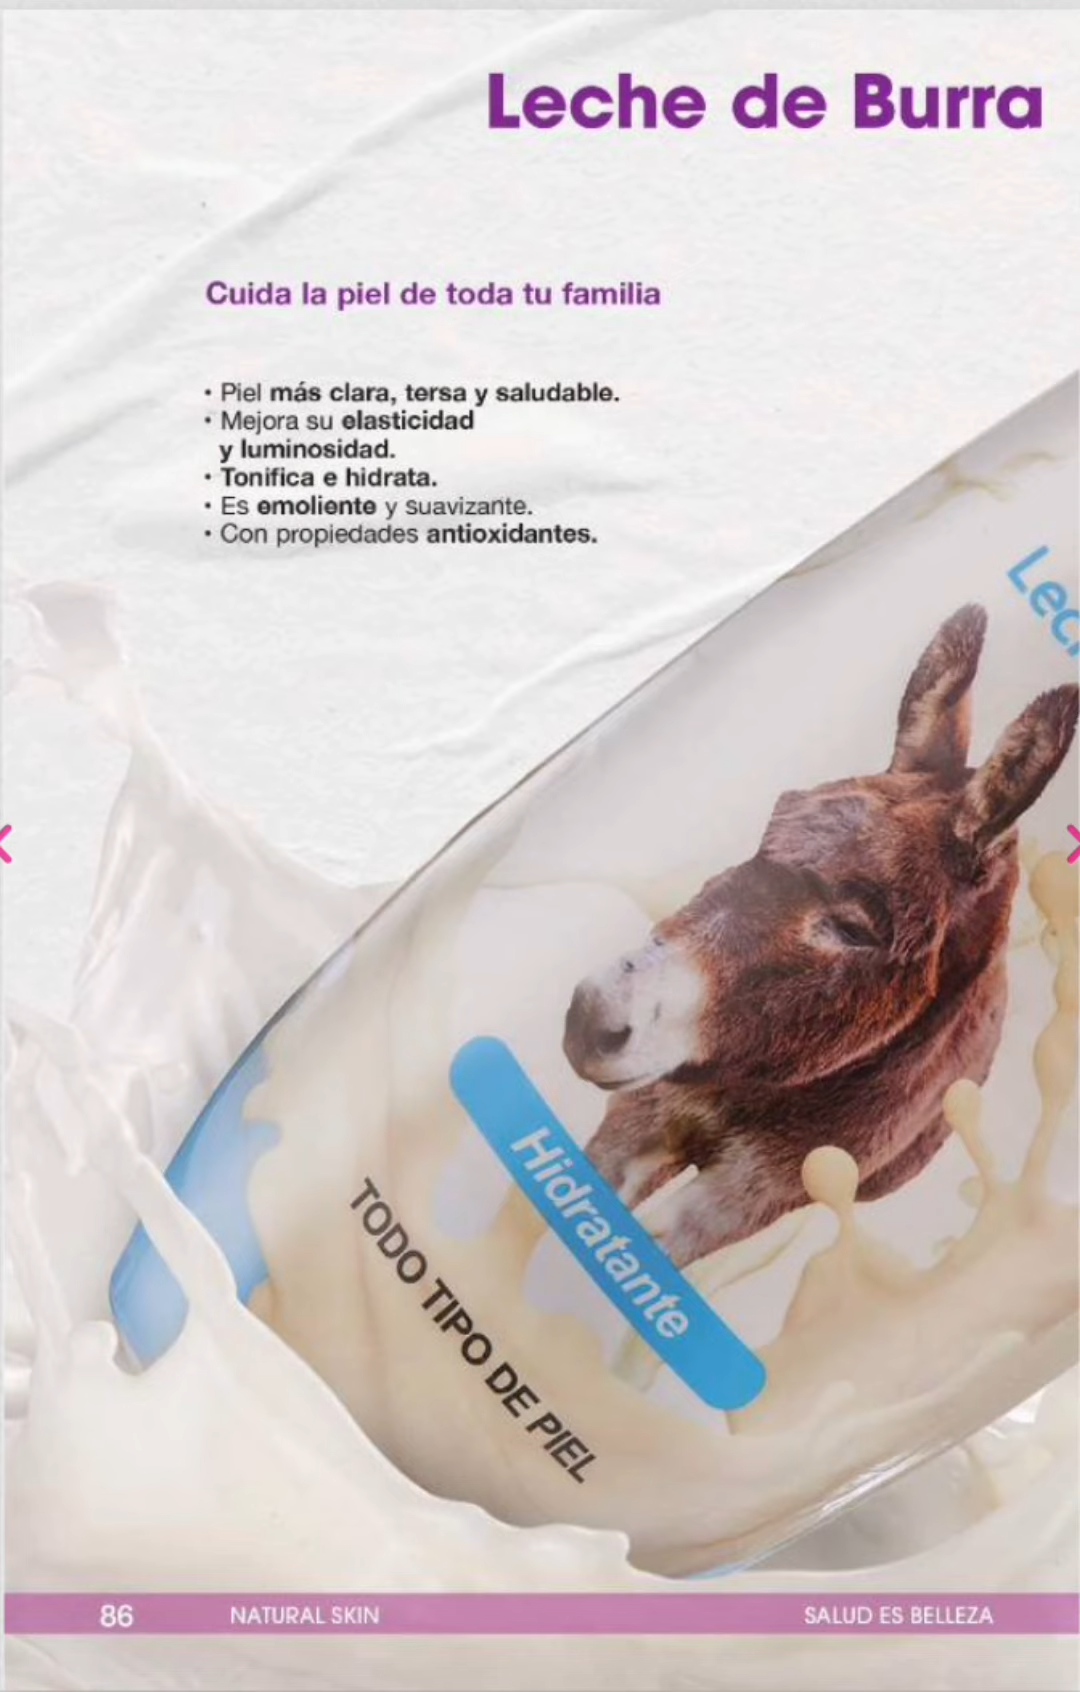 Leche de Burra
Cuida la piel de toda tu familia
• Piel más clara, tersa y saludable.
• Mejora su elasticidad
y luminosidad.
• Tonifica e hidrata.
• Es emoliente y suavizante.
• Con propiedades antioxidantes.
Hidratante
TODO TIPO DE PIEL
86 NATURAL SKIN SALUD ES BELLEZA